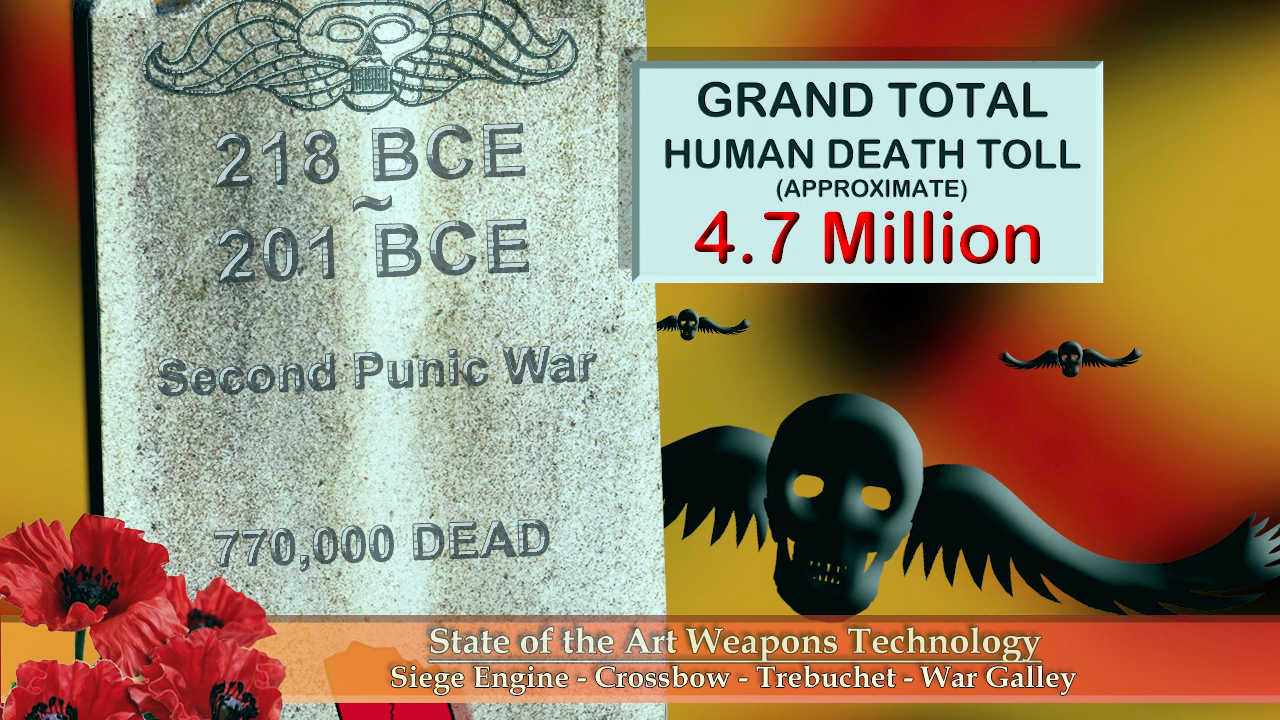 218 BCE
~
201 BCE
Second Punic War
770,000 DEAD
GRAND TOTAL
HUMAN DEATH TOLL
(APPROXIMATE)
4.7 Million
State of the Art Weapons Technology
Siege Engine - Crossbow - Trebuchet - War Galley